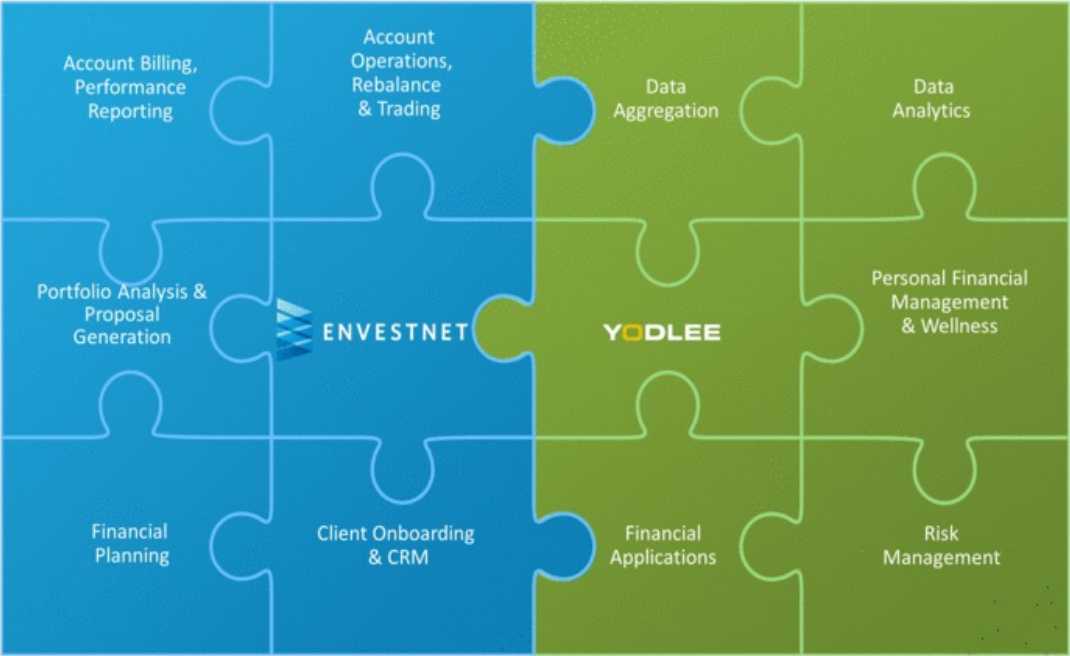 Account Billing,
Performance
Reporting
Account
Operations,
Rebalance
& Trading
Data
Aggregation
Data
Analytics
Portfolio Analysis &
Proposal
Generation
ENVESTNET
YODLEE
Personal Financial
Management
& Wellness
Financial
Planning
Client Onboarding
& CRM
Financial
Applications
Risk
Management